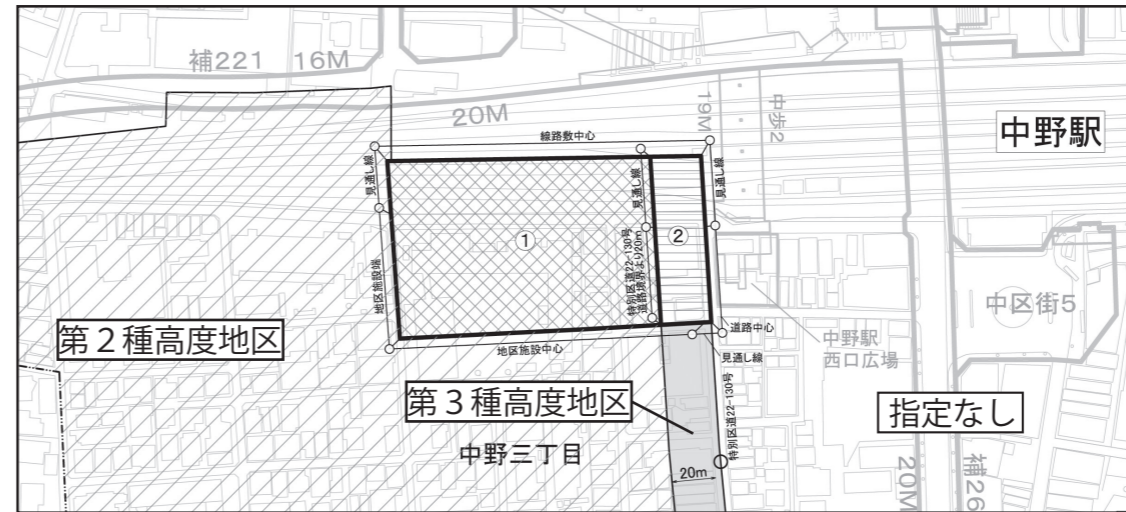 補221 16M
20M
19M
中歩2
中野駅
線路敷中心
見通し線
見通し線
見通し線
①
②
特別区道22-130号
道路境界より20m
地区施設端
中区街5
第2種高度地区
道路中心
中野駅
西口広場
地区施設中心
見通し線
第3種高度地区
指定なし
特別区道22-130号
中野三丁目
20m
20M
補26